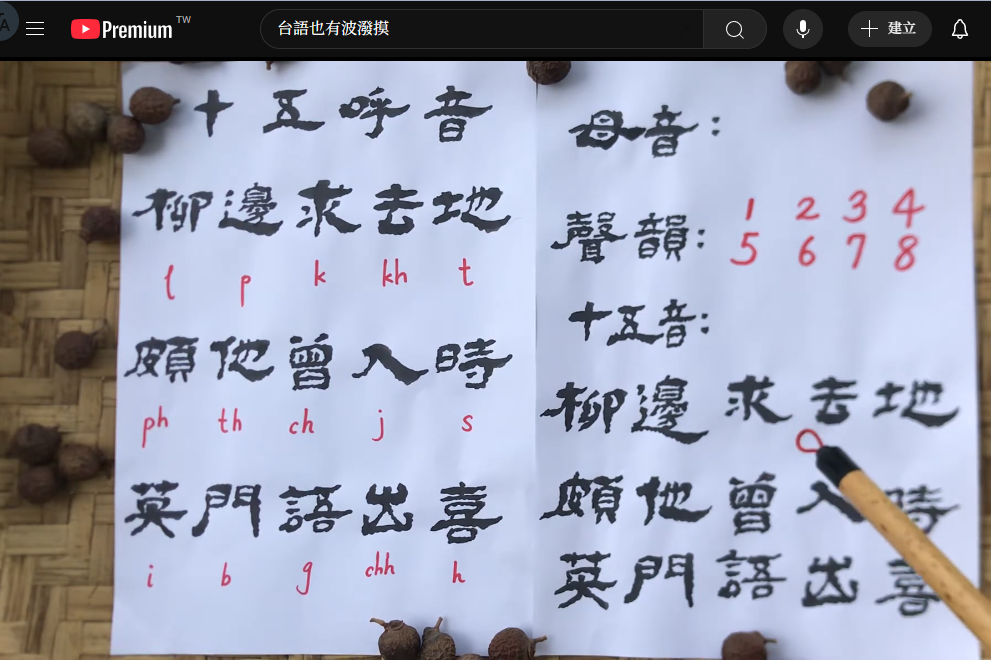 Premium TW
台語也有波潑摸
建立
十五呼音
柳邊求去地
l p k kh t
頗他曾入時
ph th ch j s
英門語出喜
i b g chh h
母音：
聲韻： 1 2 3 4
5 6 7 8
十五音：
柳邊求去地
頗他曾入時
英門語出喜